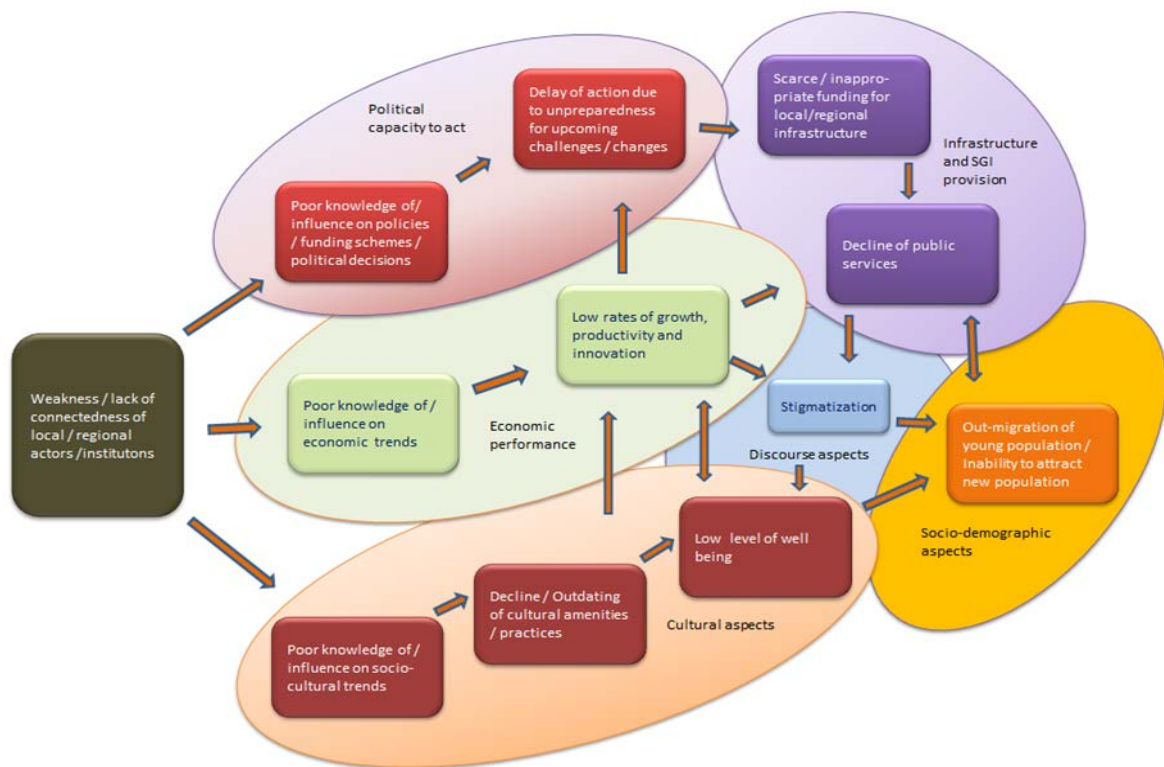 Political
capacity to act
Delay of action due
to unpreparedness
for upcoming
challenges / changes
Scarce / inappro-
priate funding for
local/regional
infrastructure
Infrastructure
and SGI
provision
Poor knowledge of/
influence on policies
/ funding schemes /
political decisions
Decline of public
services
Low rates of growth,
productivity and
innovation
Weakness / lack of
connectedness of
local / regional
actors /institutons
Poor knowledge of /
influence on
economic trends
Economic
performance
Stigmatization
Discourse aspects
Out-migration of
young population /
Inability to attract
new population
Socio-demographic
aspects
Low level of well
being
Decline / Outdating
of cultural amenities
/ practices
Cultural aspects
Poor knowledge of /
influence on socio-
cultural trends